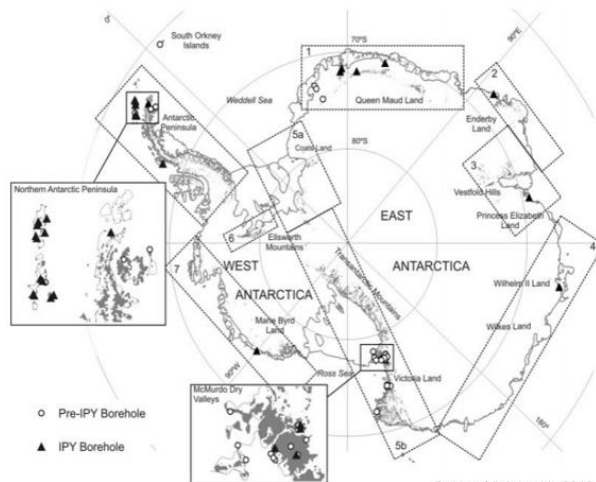 0°
South Orkney
Islands
70°S
90°E
1
2
Weddell Sea
Queen Maud Land
Enderby
Land
Antarctic
Peninsula
5a
80°S
Coats Land
3
Vestfold Hills
Northern Antarctic Peninsula
EAST
Princess Elizabeth
Land
6
Ellsworth
Mountains
4
7
WEST
Transantarctic Mountains
ANTARCTICA
Wilhelm II Land
ANTARCTICA
Marie Byrd
Land
Wilkes Land
90°W
Ross Sea
Victoria Land
McMurdo Dry
Valleys
Pre-IPY Borehole
IPY Borehole
180°
5b